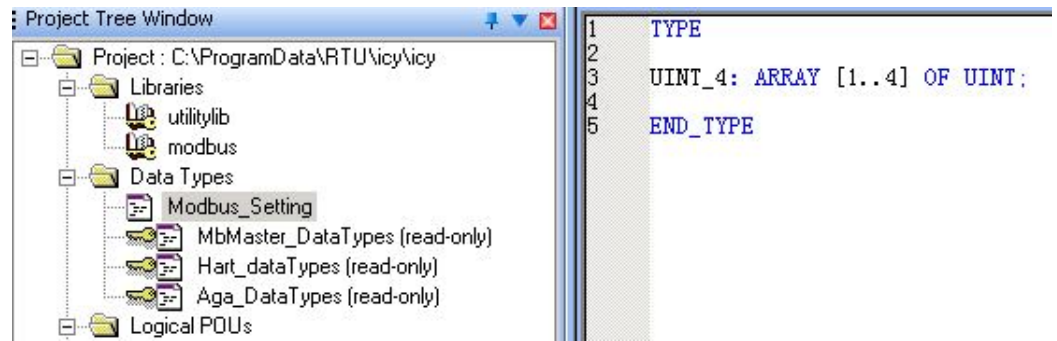 Project Tree Window
Project : C:\ProgramData\RTU\icy\icy
Libraries
utilitylib
modbus
Data Types
Modbus_Setting
MbMaster_DataTypes (read-only)
Hart_dataTypes (read-only)
Aga_DataTypes (read-only)
Logical POUs
1 TYPE
2
3 UINT_4: ARRAY [1..4] OF UINT;
4
5 END_TYPE